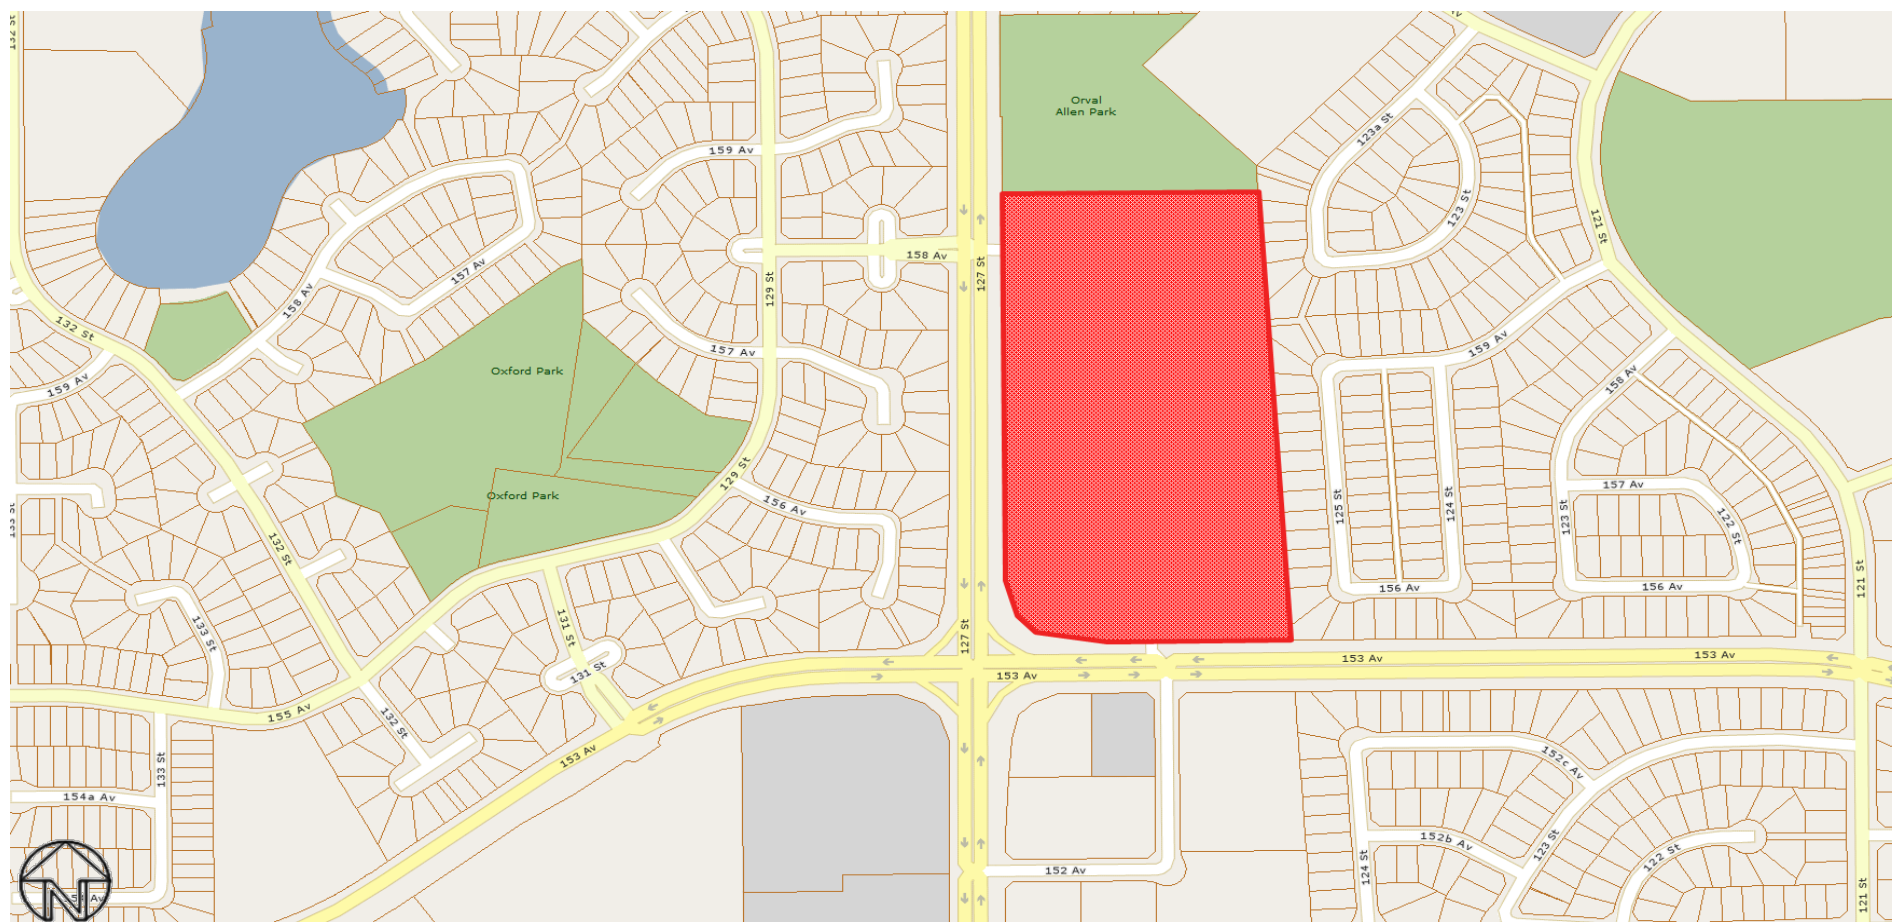 132 St
Av
Orval
Allen Park
123a St
159 Av
123 St
121 St
158 Av
127 St
157 Av
129 St
158 Av
132 St
157 Av
159 Av
159 Av
Oxford Park
158 Av
129 St
157 Av
Oxford Park
156 Av
125 St
124 St
123 St
122 St
133 St
132 St
156 Av
156 Av
121 St
131 St
133 St
127 St
131 St
153 Av
153 Av
153 Av
155 Av
132 St
153 Av
133 St
152c Av
154a Av
152b Av
123 St
122 St
152 Av
124 St
121 St
N